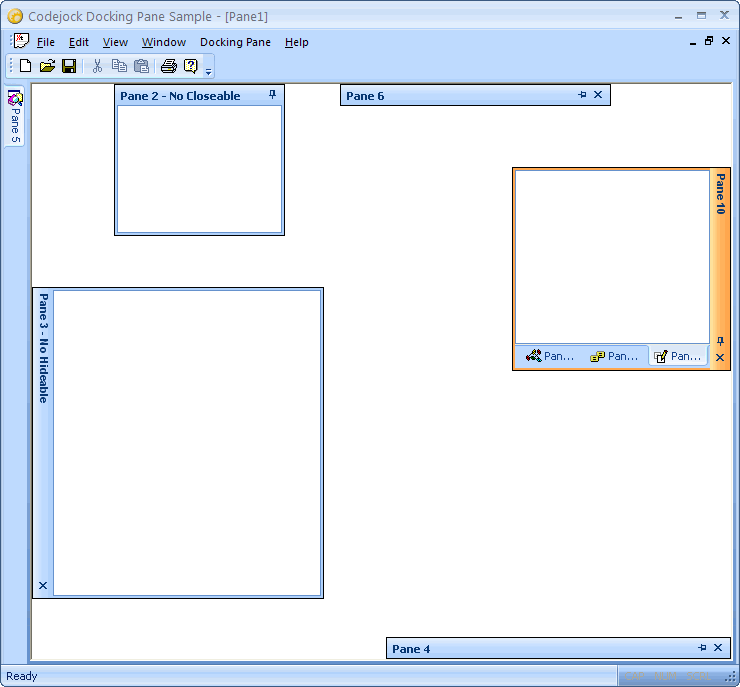 Codejock Docking Pane Sample - [Pane1]
File Edit View Window Docking Pane Help
Pane 5
Pane 2 - No Closeable
Pane 6
Pane 10
Pan... Pan... Pan...
Pane 3 - No Hideable
Pane 4
Ready